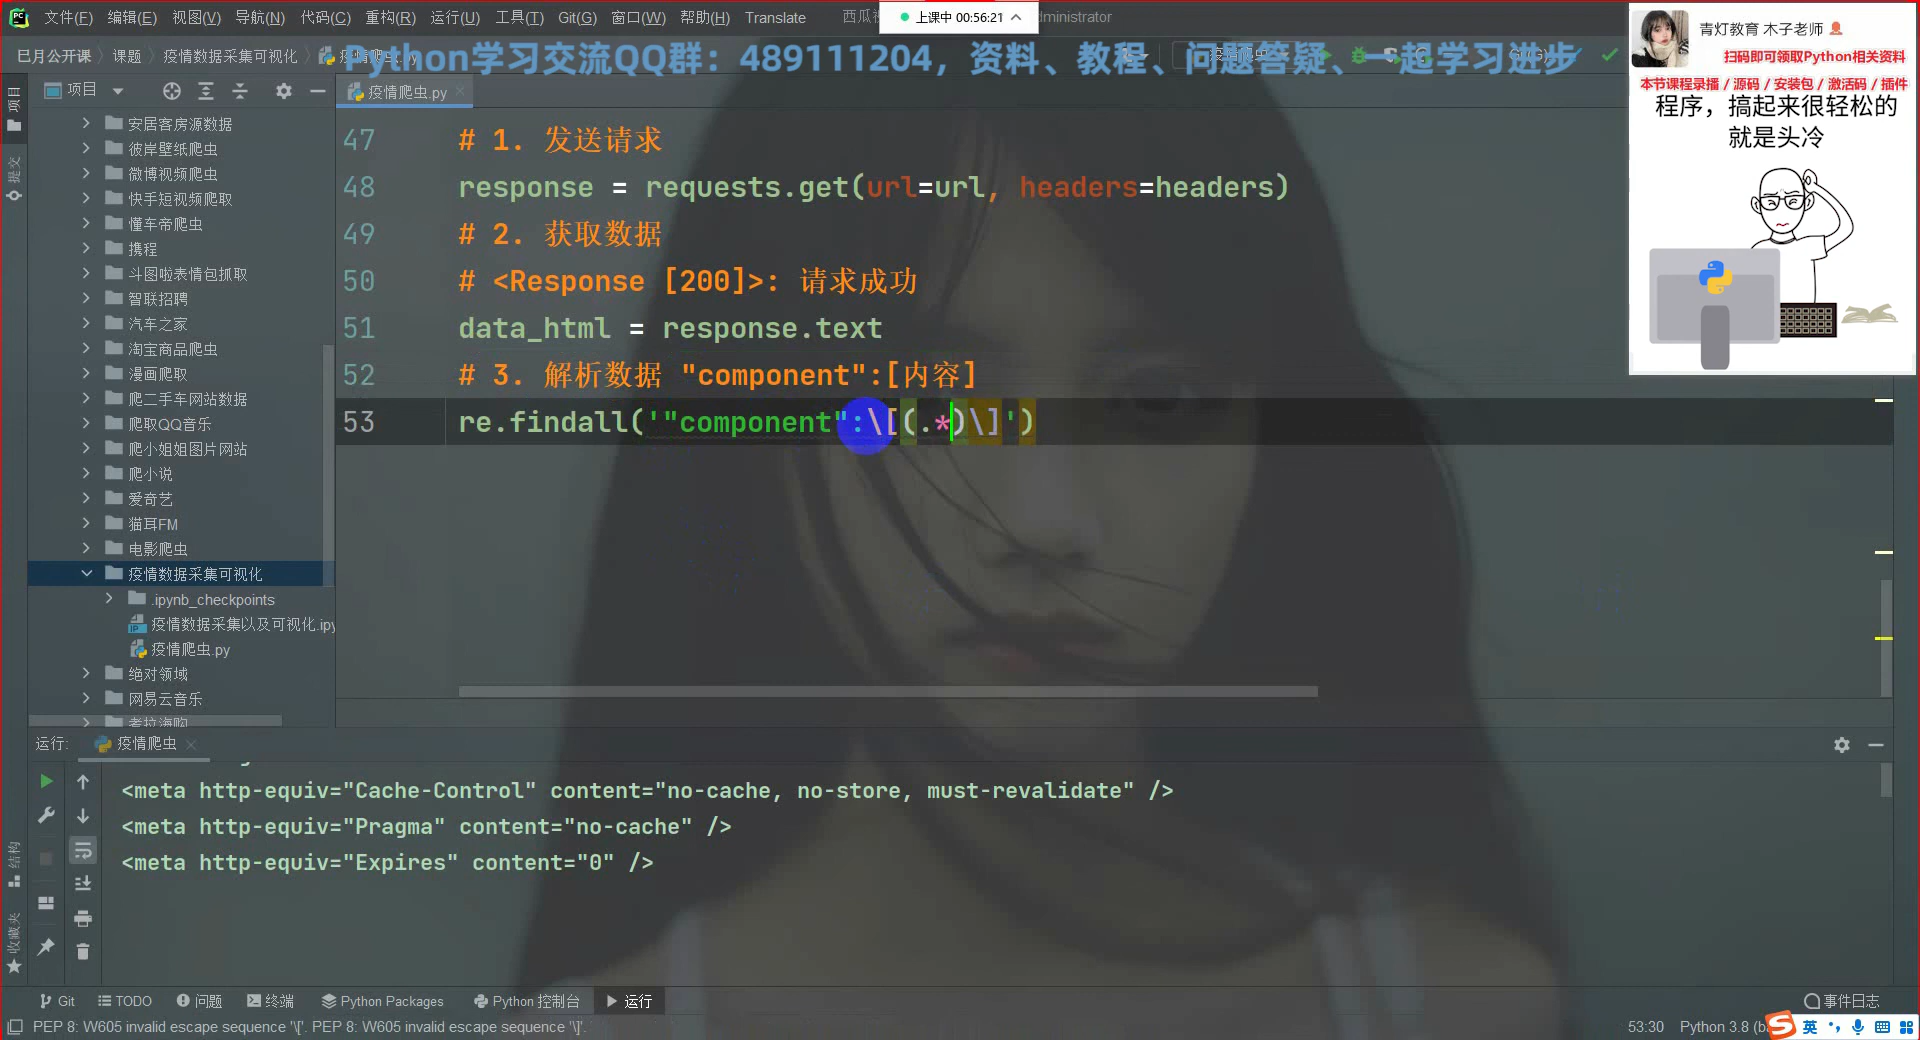 文件(F) 编辑(E) 视图(V) 导航(N) 代码(C) 重构(R) 运行(U) 工具(T) Git(G) 窗口(W) 帮助(H) Translate
上课中 00:56:21
dministrator
巳月公开课 课题 疫情数据采集可视化
Python学习交流QQ群：489111204，资料、教程、问题答疑、一起学习进步
青灯教育 木子老师
扫码即可领取Python相关资料
本节课程录播 / 源码 / 安装包 / 激活码 / 插件
程序，搞起来很轻松的
就是头冷
项目
提交
结构
收藏夹
项目
安居客房源数据
彼岸壁纸爬虫
微博视频爬虫
快手短视频爬取
懂车帝爬虫
携程
斗图啦表情包抓取
智联招聘
汽车之家
淘宝商品爬虫
漫画爬取
爬二手车网站数据
爬取QQ音乐
爬小姐姐图片网站
爬小说
爱奇艺
猫耳FM
电影爬虫
疫情数据采集可视化
.ipynb_checkpoints
疫情数据采集以及可视化.ipy
疫情爬虫.py
绝对领域
网易云音乐
考拉海购
疫情爬虫.py
47 # 1. 发送请求
48 response = requests.get(url=url, headers=headers)
49 # 2. 获取数据
50 # <Response [200]>: 请求成功
51 data_html = response.text
52 # 3. 解析数据 "component":[内容]
53 re.findall('"component":\[(.*)\]')
运行: 疫情爬虫
<meta http-equiv="Cache-Control" content="no-cache, no-store, must-revalidate" />
<meta http-equiv="Pragma" content="no-cache" />
<meta http-equiv="Expires" content="0" />
Git TODO 问题 终端 Python Packages Python 控制台 运行 事件日志
PEP 8: W605 invalid escape sequence '\['. PEP 8: W605 invalid escape sequence '\]'.
53:30 Python 3.8
英